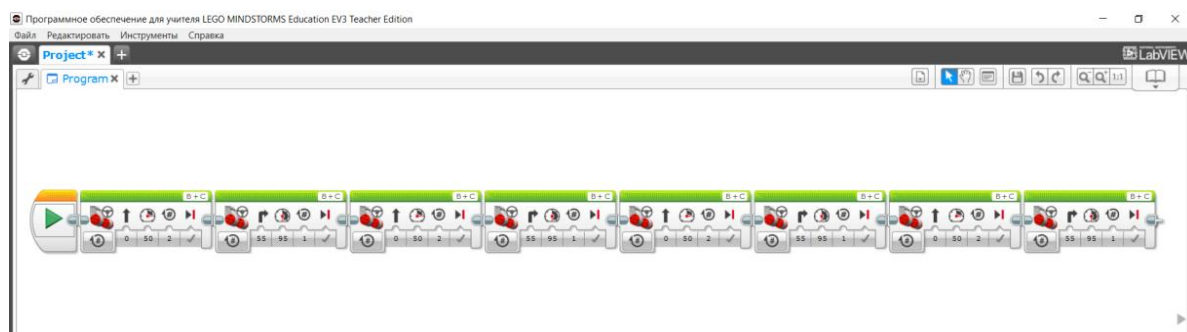 Программное обеспечение для учителя LEGO MINDSTORMS Education EV3 Teacher Edition
Файл Редактировать Инструменты Справка
Project* × +
LabVIEW
Program × +
1:1
B + C B + C B + C B + C B + C B + C B + C B + C
0 50 2 55 95 1 0 50 2 55 95 1 0 50 2 55 95 1 0 50 2 55 95 1